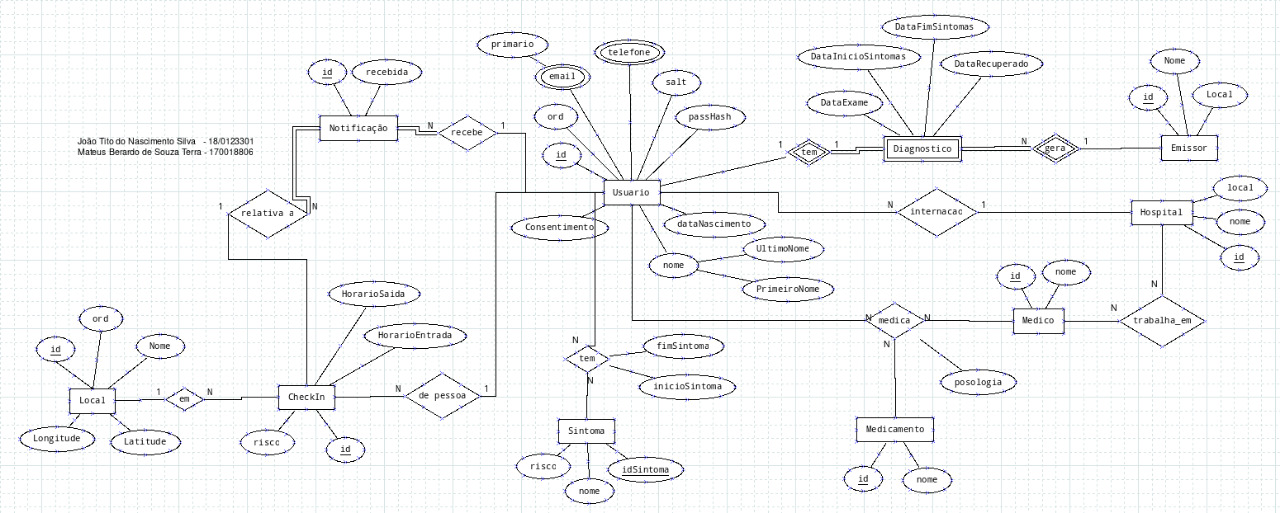 DataFimSintomas
primario
telefone
DataInicioSintomas
DataRecuperado
Nome
id
recebida
email
salt
id
Local
DataExame
ord
passHash
Notificação
N
recebe
1
João Tito do Nascimento Silva - 18/0123301
Mateus Berardo de Souza Terra - 170018806
id
1
tem
1
Diagnostico
N
gera
1
Emissor
Usuario
local
1
relativa a
N
N
internacao
1
Hospital
nome
Consentimento
dataNascimento
UltimoNome
id
nome
PrimeiroNome
id
nome
N
HorarioSaida
ord
N
medica
N
Medico
N
trabalha_em
HorarioEntrada
id
Nome
N
tem
fimSintoma
N
N
inicioSintoma
posologia
Local
1
em
N
CheckIn
N
de pessoa
1
Longitude
Latitude
risco
id
Sintoma
Medicamento
risco
idSintoma
nome
id
nome